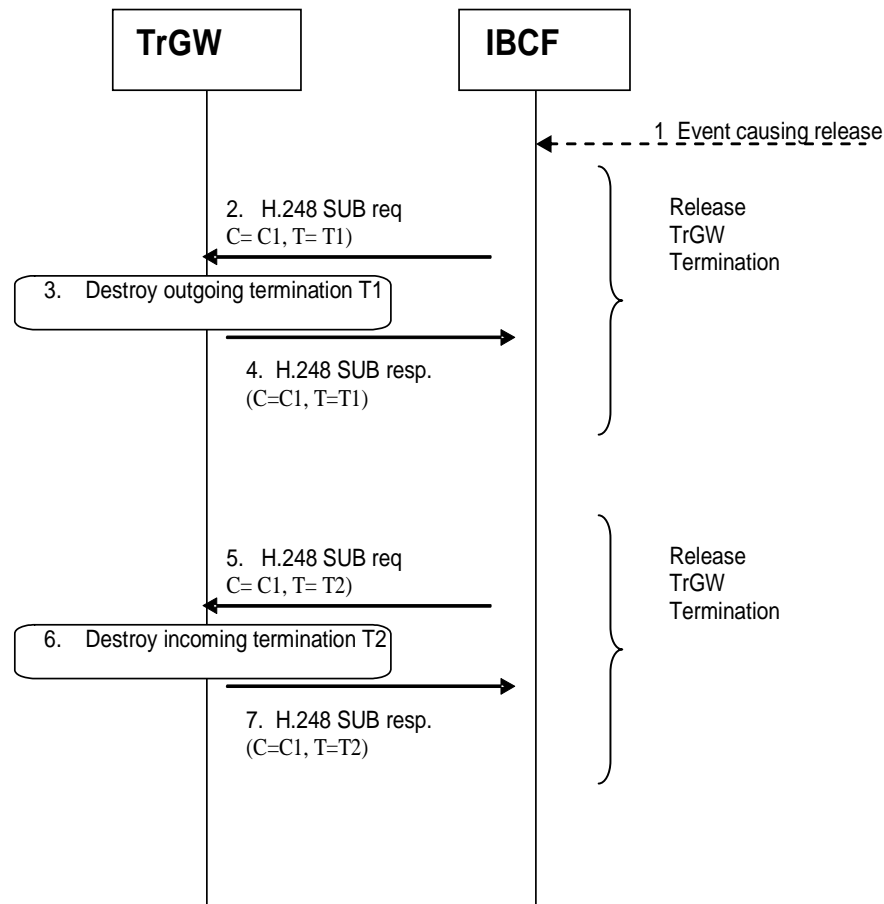 TrGW
IBCF
1 Event causing release
2. H.248 SUB req
C= C1, T= T1)
Release
TrGW
Termination
3. Destroy outgoing termination T1
4. H.248 SUB resp.
(C=C1, T=T1)
5. H.248 SUB req
C= C1, T= T2)
Release
TrGW
Termination
6. Destroy incoming termination T2
7. H.248 SUB resp.
(C=C1, T=T2)